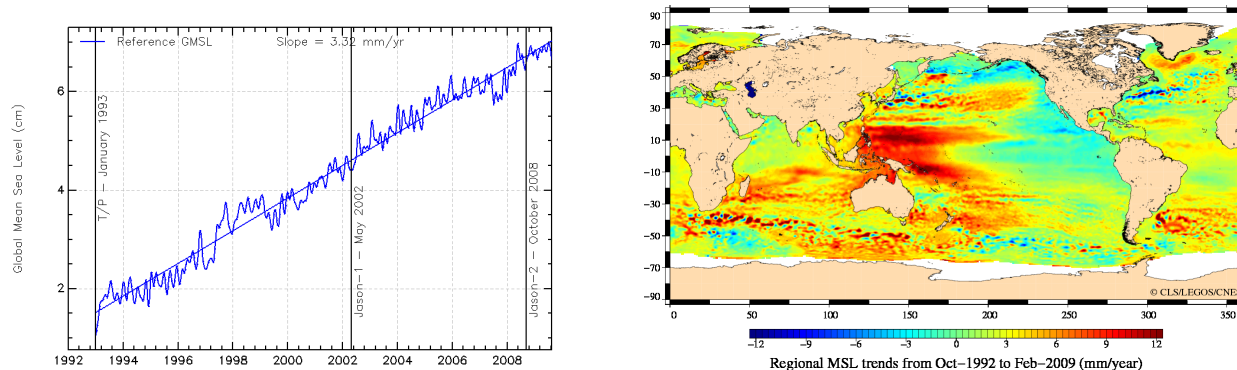 Reference GMSL Slope = 3.32 mm/yr
Global Mean Sea Level (cm)
6
4
2
T/P - January 1993
Jason-1 - May 2002
Jason-2 - October 2008
1992 1994 1996 1998 2000 2002 2004 2006 2008
90
70
50
30
10
-10
-30
-50
-70
-90
© CLS/LEGOS/CNE
0 50 100 150 200 250 300 350
-12 -9 -6 -3 0 3 6 9 12
Regional MSL trends from Oct-1992 to Feb-2009 (mm/year)